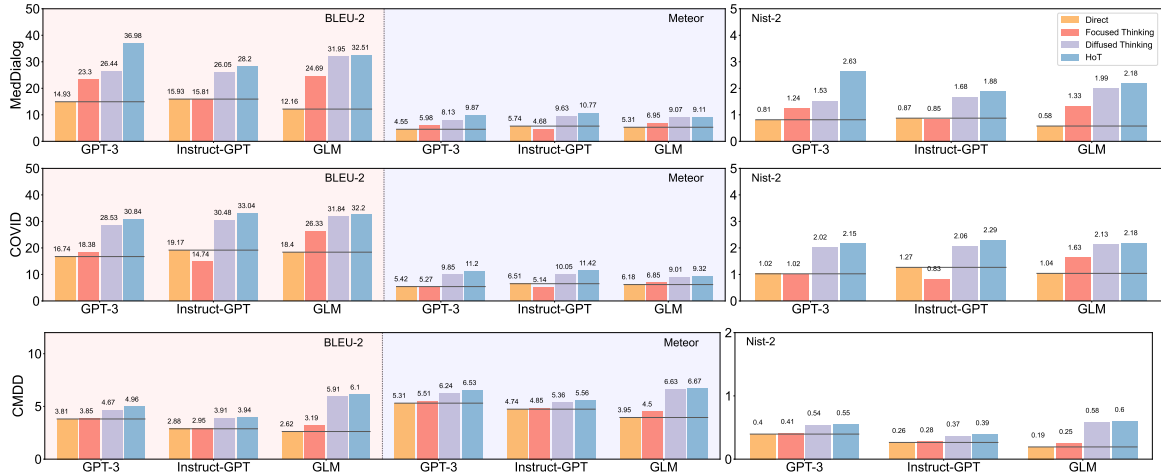 MedDialog
50
40
30
20
10
0
BLEU-2
Meteor
14.93 23.3 26.44 36.98
15.93 15.81 26.05 28.2
12.16 24.69 31.95 32.51
4.55 5.98 8.13 9.87
5.74 4.68 9.63 10.77
5.31 6.95 9.07 9.11
GPT-3 Instruct-GPT GLM GPT-3 Instruct-GPT GLM
5
4
3
2
1
0
Nist-2
Direct
Focused Thinking
Diffused Thinking
HoT
0.81 1.24 1.53 2.63
0.87 0.85 1.68 1.88
0.58 1.33 1.99 2.18
GPT-3 Instruct-GPT GLM
COVID
50
40
30
20
10
0
BLEU-2
Meteor
16.74 18.38 28.53 30.84
19.17 14.74 30.48 33.04
18.4 26.33 31.84 32.2
5.42 5.27 9.85 11.2
6.51 5.14 10.05 11.42
6.18 6.85 9.01 9.32
GPT-3 Instruct-GPT GLM GPT-3 Instruct-GPT GLM
5
4
3
2
1
0
Nist-2
1.02 1.02 2.02 2.15
1.27 0.83 2.06 2.29
1.04 1.63 2.13 2.18
GPT-3 Instruct-GPT GLM
CMDD
10
5
0
BLEU-2
Meteor
3.81 3.85 4.67 4.96
2.88 2.95 3.91 3.94
2.62 3.19 5.91 6.1
5.31 5.51 6.24 6.53
4.74 4.85 5.36 5.56
3.95 4.5 6.63 6.67
GPT-3 Instruct-GPT GLM GPT-3 Instruct-GPT GLM
2
1
0
Nist-2
0.4 0.41 0.54 0.55
0.26 0.28 0.37 0.39
0.19 0.25 0.58 0.6
GPT-3 Instruct-GPT GLM